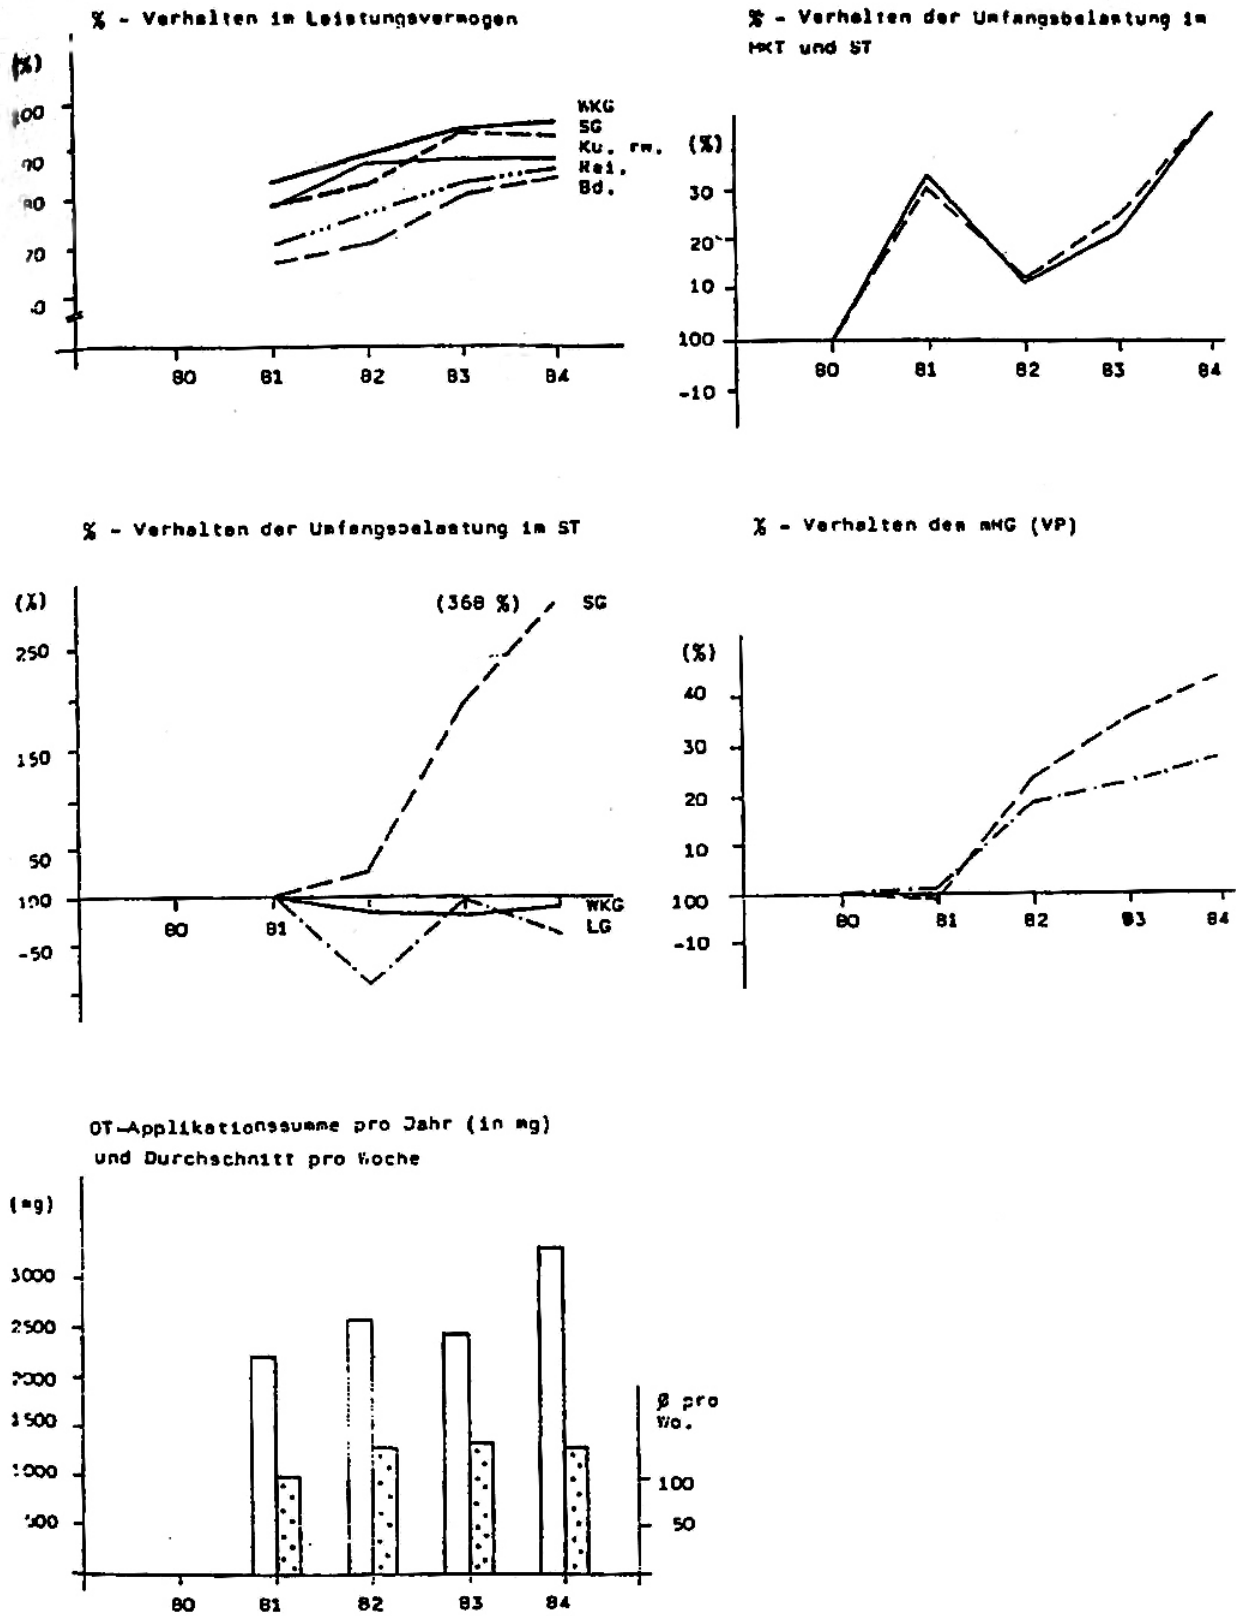 % - Verhalten im Leistungsvermogen
(%)
100
90
80
70
80 81 82 83 84
WKG
SG
Ku. rw.
Rei.
Bd.
% - Verhalten der Umfangsbelastung im
MKT und ST
(%)
30
20
10
100
-10
80 81 82 83 84
% - Verhalten der Umfangsbelastung im ST
(%)
250
150
50
100
-50
80 81
(368 %) SG
WKG
LG
% - Verhalten des mHG (VP)
(%)
40
30
20
10
100
-10
80 81 82 83 84
OT-Applikationssumme pro Jahr (in mg)
und Durchschnitt pro Woche
(mg)
3000
2500
2000
1500
1000
500
80 81 82 83 84
Ø pro
Wo.
100
50